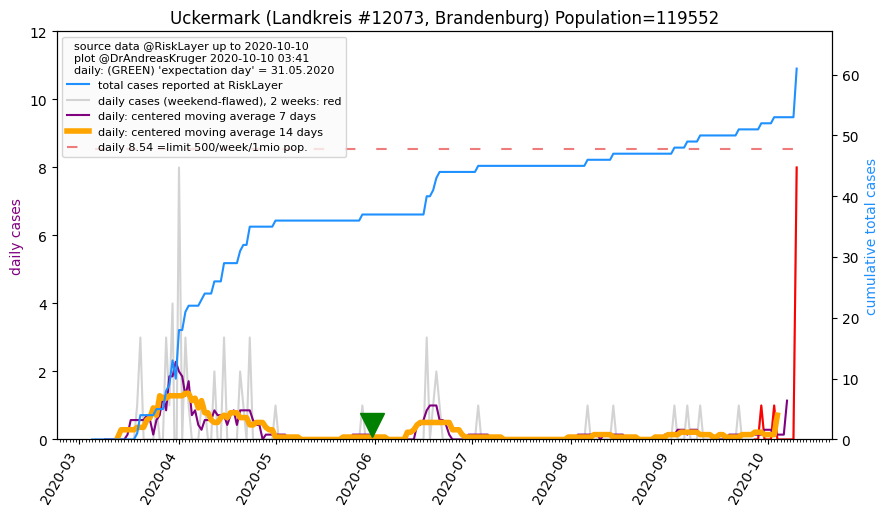 Uckermark (Landkreis #12073, Brandenburg) Population=119552
source data @RiskLayer up to 2020-10-10
plot @DrAndreasKruger 2020-10-10 03:41
daily: (GREEN) 'expectation day' = 31.05.2020
total cases reported at RiskLayer
daily cases (weekend-flawed), 2 weeks: red
daily: centered moving average 7 days
daily: centered moving average 14 days
daily 8.54 =limit 500/week/1mio pop.
daily cases
12
10
8
6
4
2
0
cumulative total cases
60
50
40
30
20
10
0
2020-03
2020-04
2020-05
2020-06
2020-07
2020-08
2020-09
2020-10